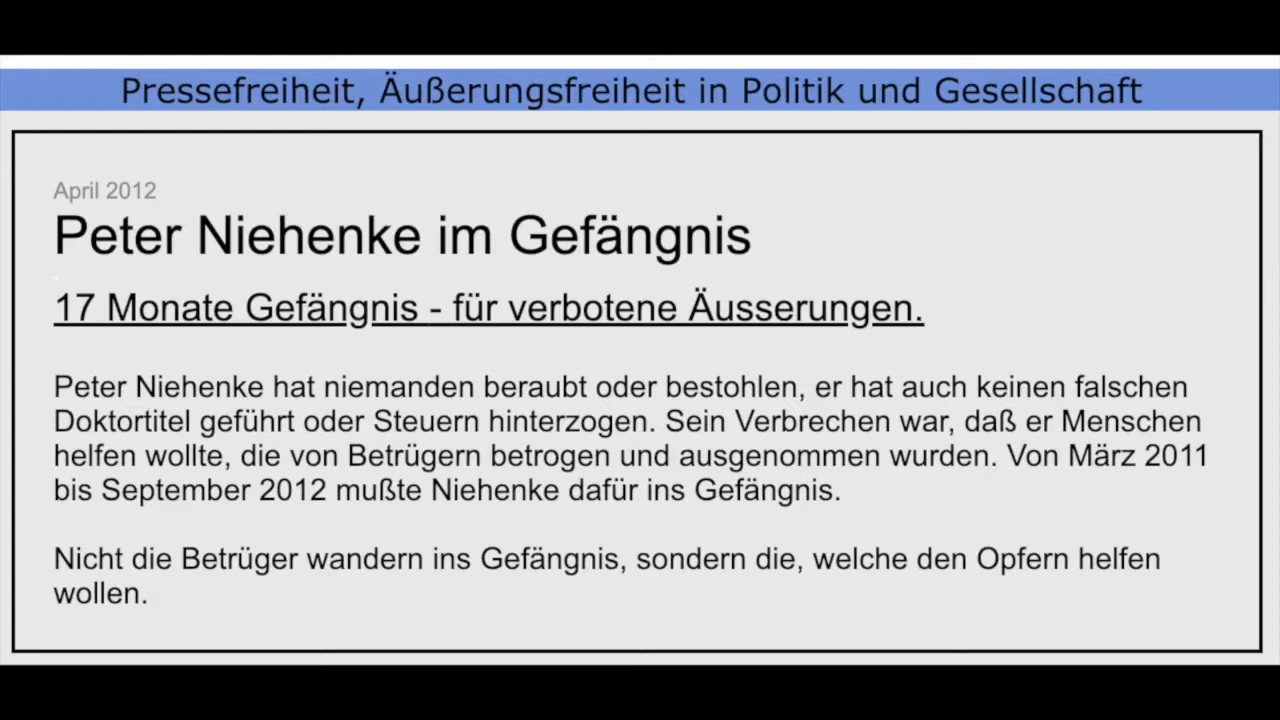 Pressefreiheit, Äußerungsfreiheit in Politik und Gesellschaft
April 2012
Peter Niehenke im Gefängnis
17 Monate Gefängnis - für verbotene Äusserungen.
Peter Niehenke hat niemanden beraubt oder bestohlen, er hat auch keinen falschen
Doktortitel geführt oder Steuern hinterzogen. Sein Verbrechen war, daß er Menschen
helfen wollte, die von Betrügern betrogen und ausgenommen wurden. Von März 2011
bis September 2012 mußte Niehenke dafür ins Gefängnis.
Nicht die Betrüger wandern ins Gefängnis, sondern die, welche den Opfern helfen
wollen.